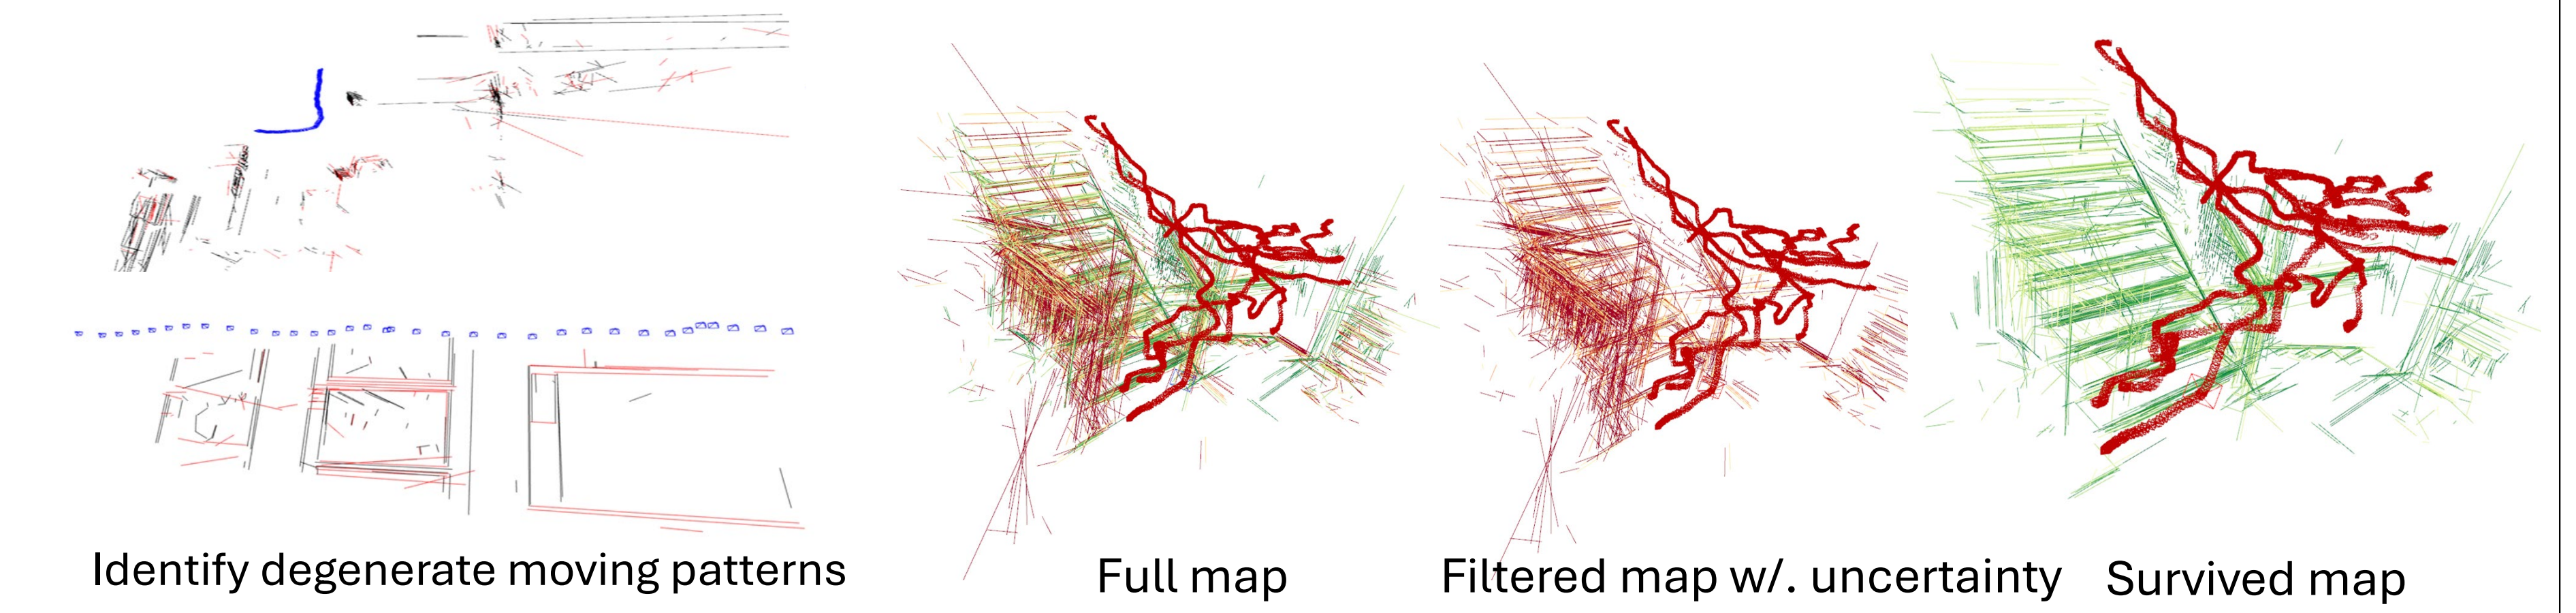 Identify degenerate moving patterns
Full map
Filtered map w/. uncertainty
Survived map